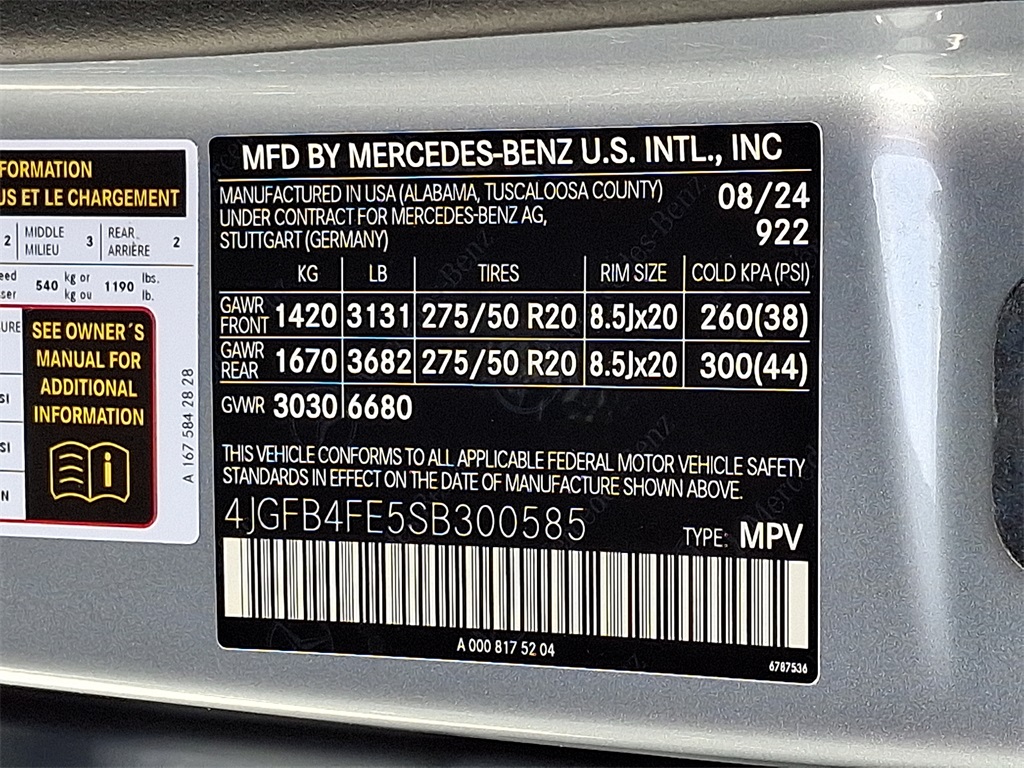 FORMATION
US ET LE CHARGEMENT
2 MIDDLE MILIEU 3 REAR ARRIÈRE 2
540 kg or kg ou 1190 lbs. lb.
SEE OWNER´S
MANUAL FOR
ADDITIONAL
INFORMATION
A 167 584 28 28
MFD BY MERCEDES-BENZ U.S. INTL., INC
MANUFACTURED IN USA (ALABAMA, TUSCALOOSA COUNTY) 08/24
UNDER CONTRACT FOR MERCEDES-BENZ AG, 922
STUTTGART (GERMANY)
KG LB TIRES RIM SIZE COLD KPA (PSI)
GAWR FRONT 1420 3131 275/50 R20 8.5Jx20 260(38)
GAWR REAR 1670 3682 275/50 R20 8.5Jx20 300(44)
GVWR 3030 6680
THIS VEHICLE CONFORMS TO ALL APPLICABLE FEDERAL MOTOR VEHICLE SAFETY
STANDARDS IN EFFECT ON THE DATE OF MANUFACTURE SHOWN ABOVE.
4JGFB4FE5SB300585 TYPE: MPV
A 000 817 52 04
6787536